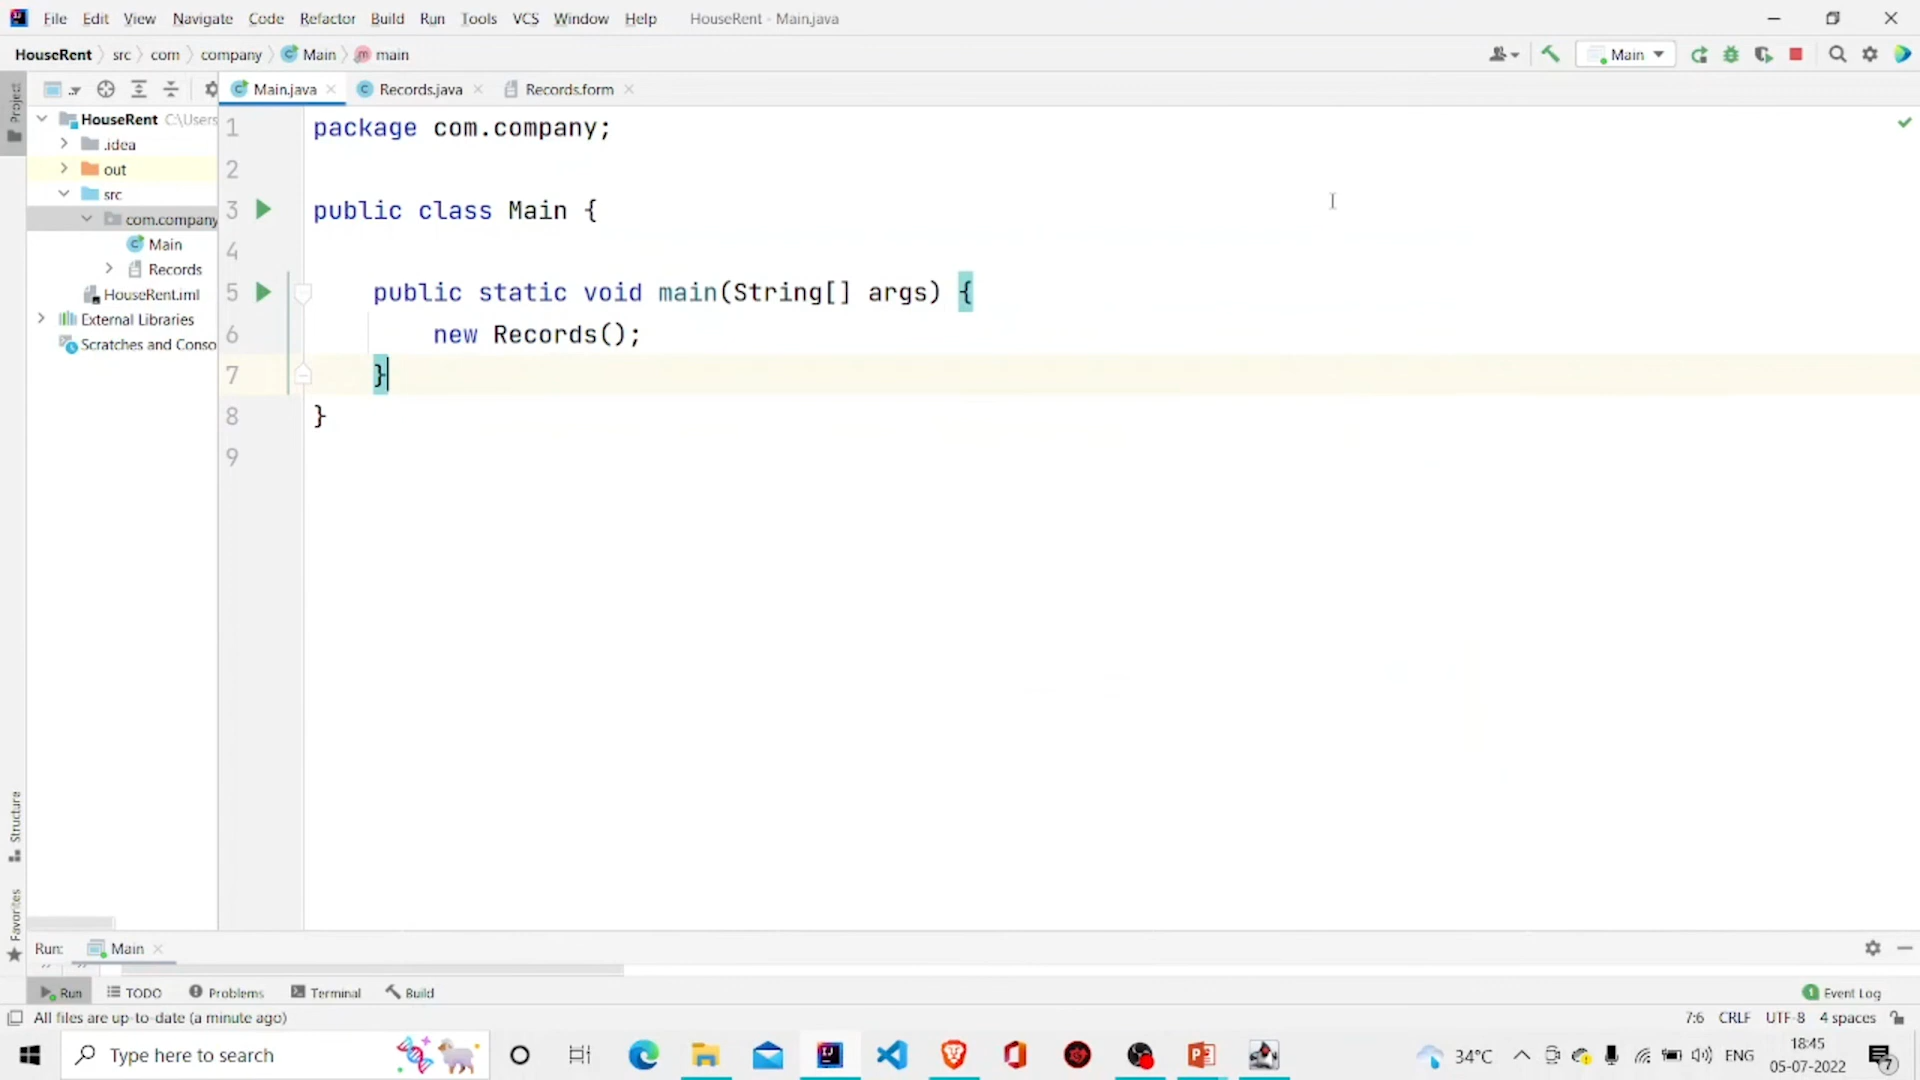 File Edit View Navigate Code Refactor Build Run Tools VCS Window Help HouseRent - Main.java
HouseRent src com company Main main
Main
Project
Main.java Records.java Records.form
HouseRent C:\Users
.idea
out
src
com.company
Main
Records
HouseRent.iml
External Libraries
Scratches and Conso
1 package com.company;
2
3 public class Main {
4
5 public static void main(String[] args) {
6 new Records();
7 }
8 }
9
Structure
Favorites
Run: Main
Run TODO Problems Terminal Build
1 Event Log
All files are up-to-date (a minute ago)
7:6 CRLF UTF-8 4 spaces
Type here to search
34°C
ENG
18:45
05-07-2022
7